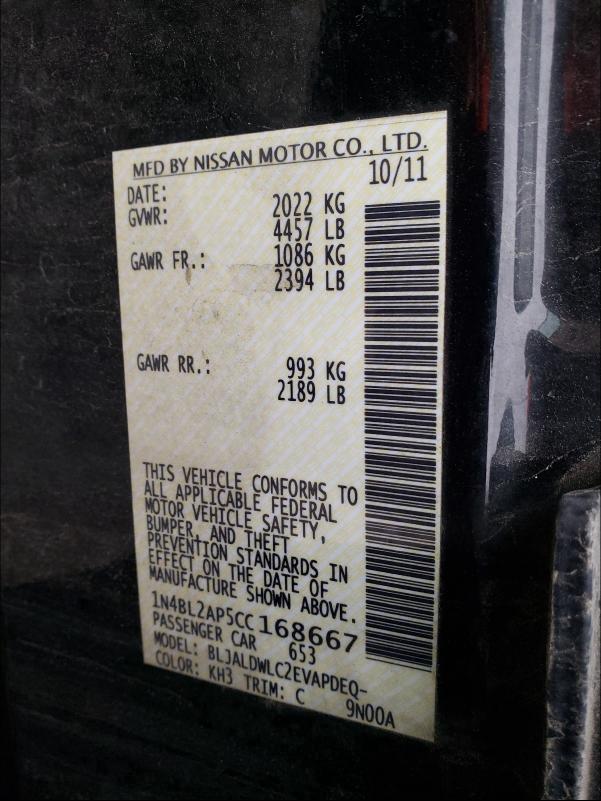 MFD BY NISSAN MOTOR CO., LTD.
DATE: 10/11
GVWR: 2022 KG
4457 LB
GAWR FR.: 1086 KG
2394 LB
GAWR RR.: 993 KG
2189 LB
THIS VEHICLE CONFORMS TO
ALL APPLICABLE FEDERAL
MOTOR VEHICLE SAFETY,
BUMPER, AND THEFT
PREVENTION STANDARDS IN
EFFECT ON THE DATE OF
MANUFACTURE SHOWN ABOVE.
1N4BL2AP5CC168667
PASSENGER CAR 653
MODEL: BLJALDWLC2EVAPDEQ-
COLOR: KH3 TRIM: C 9N00A